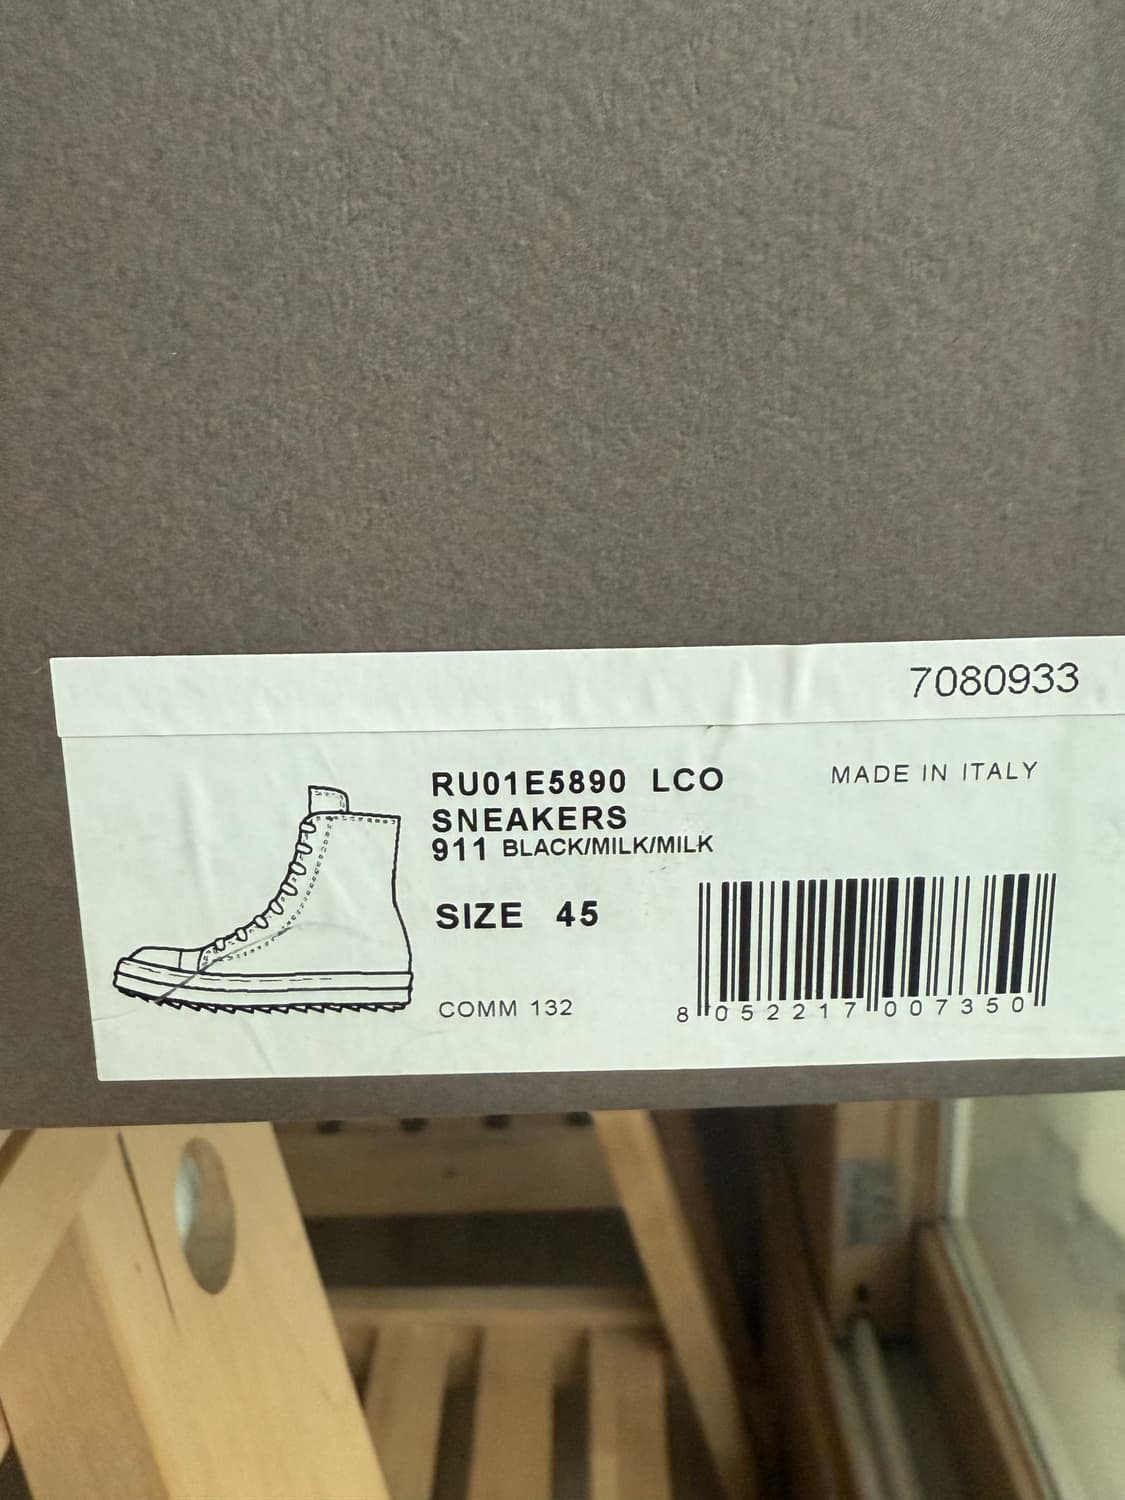 7080933
RU01E5890 LCO
MADE IN ITALY
SNEAKERS
911 BLACK/MILK/MILK
SIZE 45
COMM 132
8 052217 007350